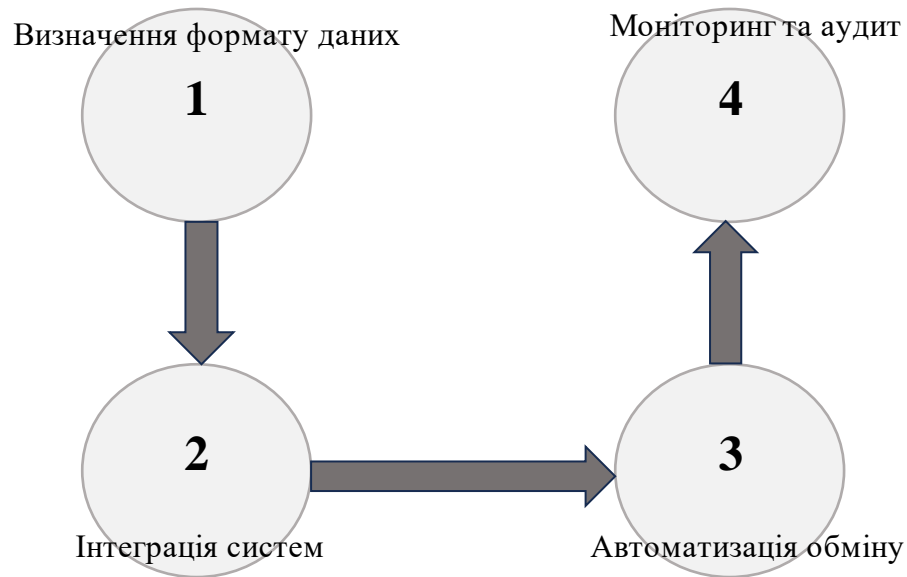 Визначення формату даних
1
2
Інтеграція систем
3
Автоматизація обміну
Моніторинг та аудит
4